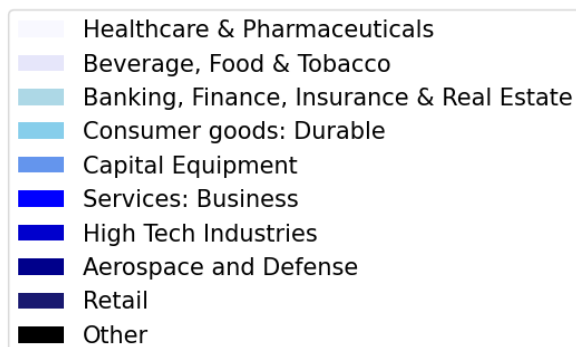 Healthcare & Pharmaceuticals
Beverage, Food & Tobacco
Banking, Finance, Insurance & Real Estate
Consumer goods: Durable
Capital Equipment
Services: Business
High Tech Industries
Aerospace and Defense
Retail
Other